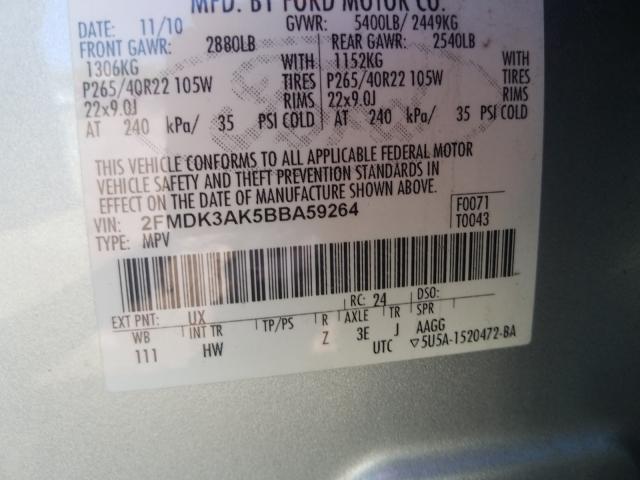 MFD. BY FORD MOTOR CO.
DATE: 11/10 GVWR: 5400LB/ 2449KG
FRONT GAWR: 2880LB REAR GAWR: 2540LB
1306KG WITH 1152KG WITH
P265/40R22 105W TIRES P265/40R22 105W TIRES
22x9.0J RIMS 22x9.0J RIMS
AT 240 kPa/ 35 PSI COLD AT 240 kPa/ 35 PSI COLD
THIS VEHICLE CONFORMS TO ALL APPLICABLE FEDERAL MOTOR
VEHICLE SAFETY AND THEFT PREVENTION STANDARDS IN
EFFECT ON THE DATE OF MANUFACTURE SHOWN ABOVE.
VIN: 2FMDK3AK5BBA59264 F0071
TYPE: MPV T0043
EXT PNT: UX RC: 24 DSO:
WB INT TR TP/PS R AXLE TR SPR
111 HW Z 3E J AAGG
UTC ▽5U5A-1520472-BA